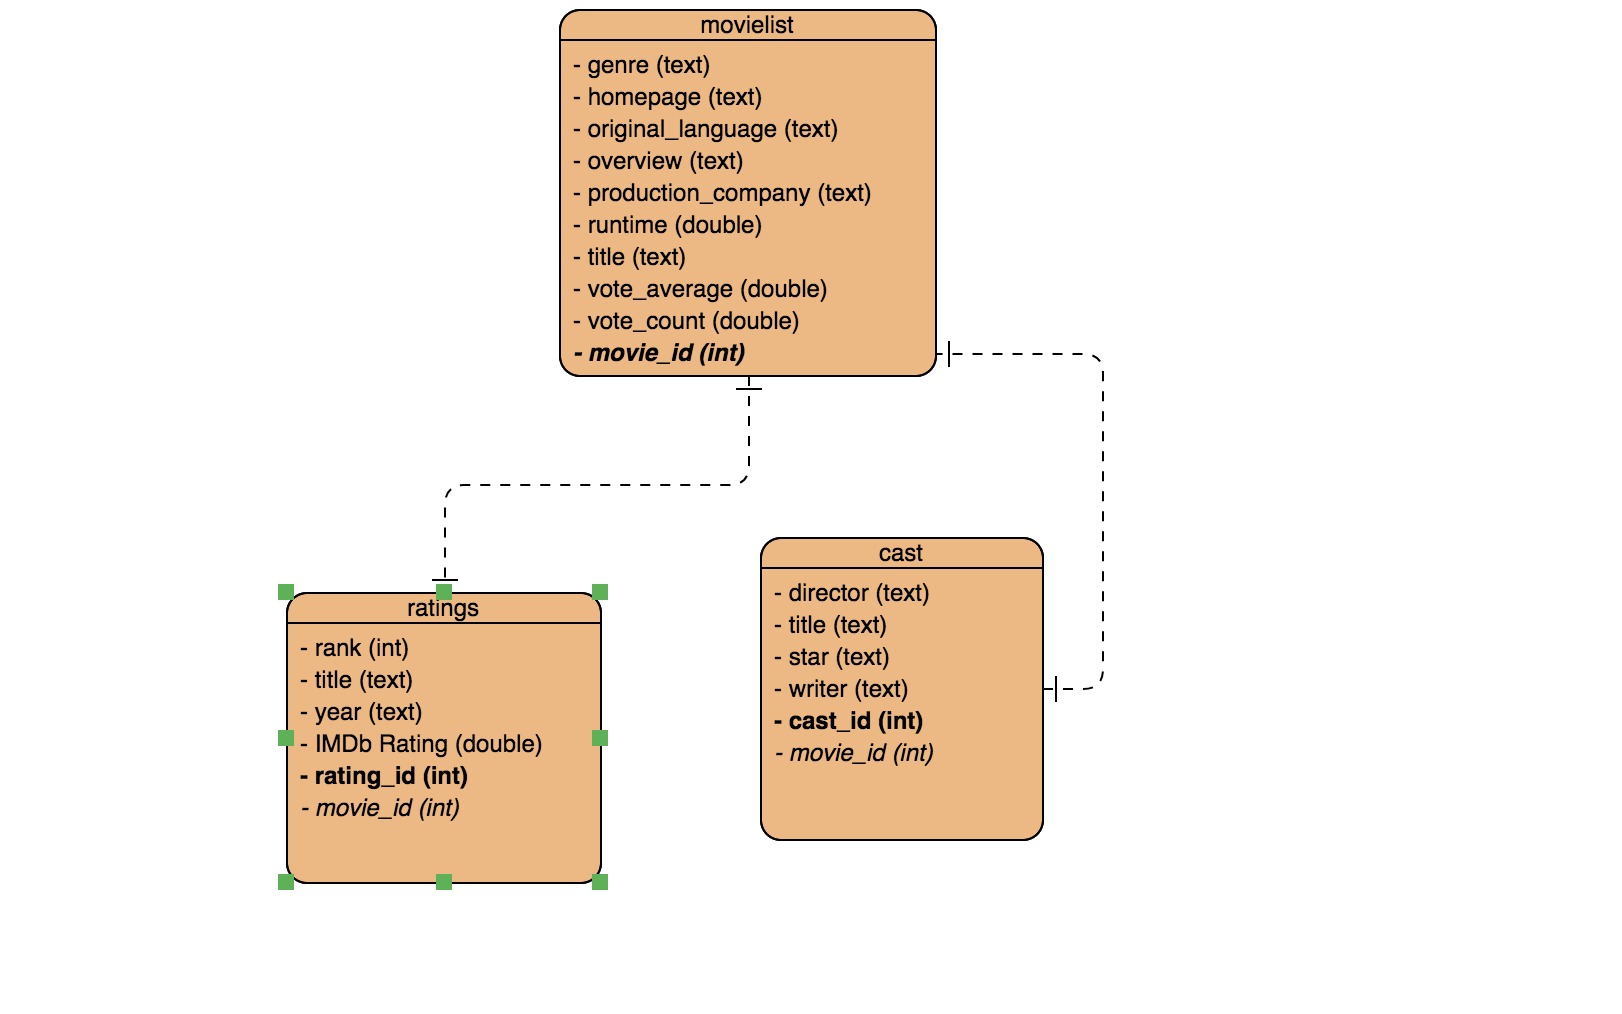 movielist
- genre (text)
- homepage (text)
- original_language (text)
- overview (text)
- production_company (text)
- runtime (double)
- title (text)
- vote_average (double)
- vote_count (double)
- movie_id (int)
ratings
- rank (int)
- title (text)
- year (text)
- IMDb Rating (double)
- rating_id (int)
- movie_id (int)
cast
- director (text)
- title (text)
- star (text)
- writer (text)
- cast_id (int)
- movie_id (int)